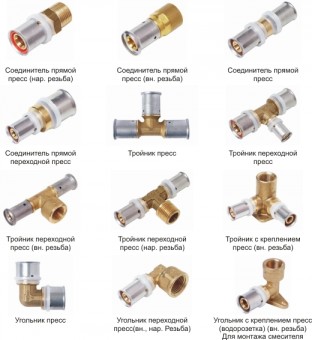 Соединитель прямой
пресс (нар. резьба)
Соединитель прямой
пресс (вн. резьба)
Соединитель прямой
пресс
Соединитель прямой
переходной пресс
Тройник пресс
Тройник переходной
пресс
Тройник переходной
пресс (вн. резьба)
Тройник переходной
пресс (нар. резьба)
Тройник с креплением
пресс (вн. резьба)
Угольник пресс
Угольник переходной
пресс(вн., нар. Резьба)
Угольник с креплением пресс
(водорозетка) (вн. резьба)
Для монтажа смесителя